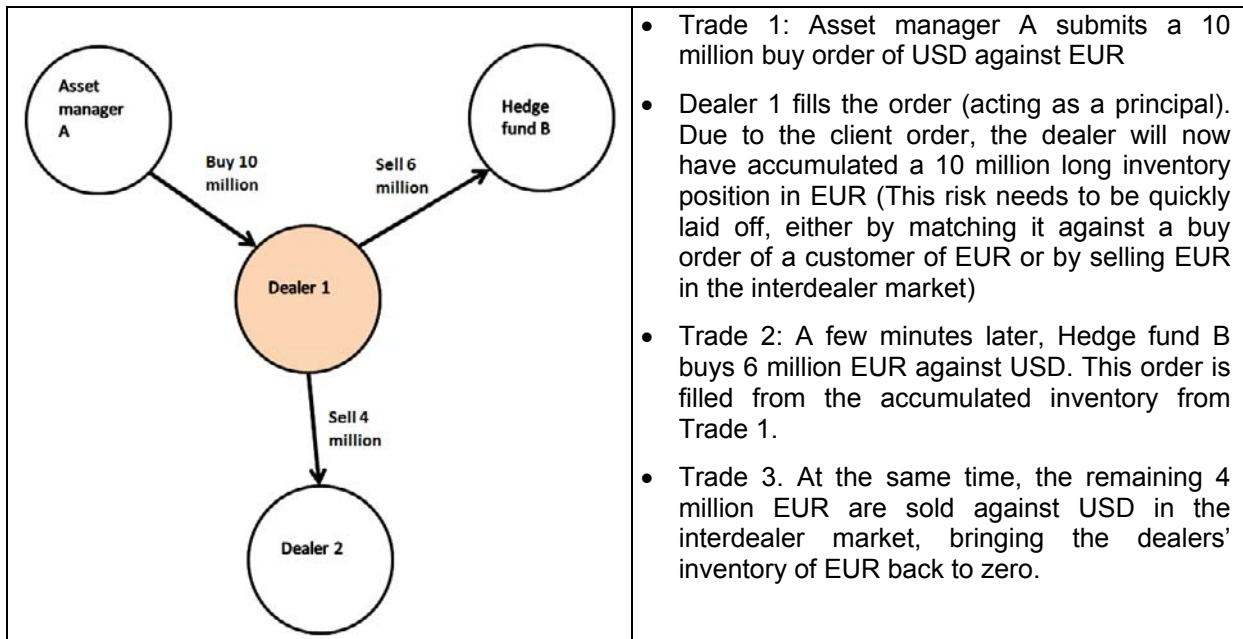 Asset
manager
A
Hedge
fund B
Buy 10
million
Sell 6
million
Dealer 1
Sell 4
million
Dealer 2
• Trade 1: Asset manager A submits a 10
million buy order of USD against EUR
• Dealer 1 fills the order (acting as a principal).
Due to the client order, the dealer will now
have accumulated a 10 million long inventory
position in EUR (This risk needs to be quickly
laid off, either by matching it against a buy
order of a customer of EUR or by selling EUR
in the interdealer market)
• Trade 2: A few minutes later, Hedge fund B
buys 6 million EUR against USD. This order is
filled from the accumulated inventory from
Trade 1.
• Trade 3. At the same time, the remaining 4
million EUR are sold against USD in the
interdealer market, bringing the dealers’
inventory of EUR back to zero.